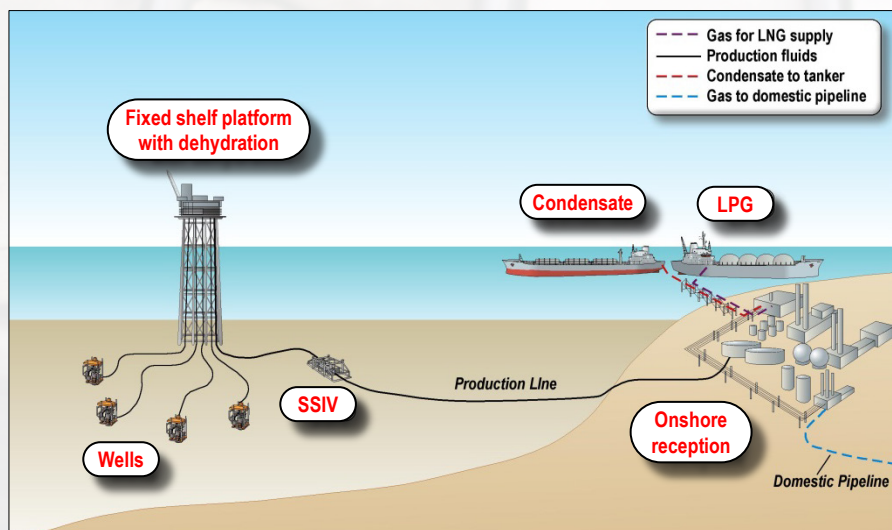 Gas for LNG supply
Production fluids
Condensate to tanker
Gas to domestic pipeline
Fixed shelf platform
with dehydration
Condensate
LPG
SSIV
Production LIne
Wells
Onshore
reception
Domestic Pipeline